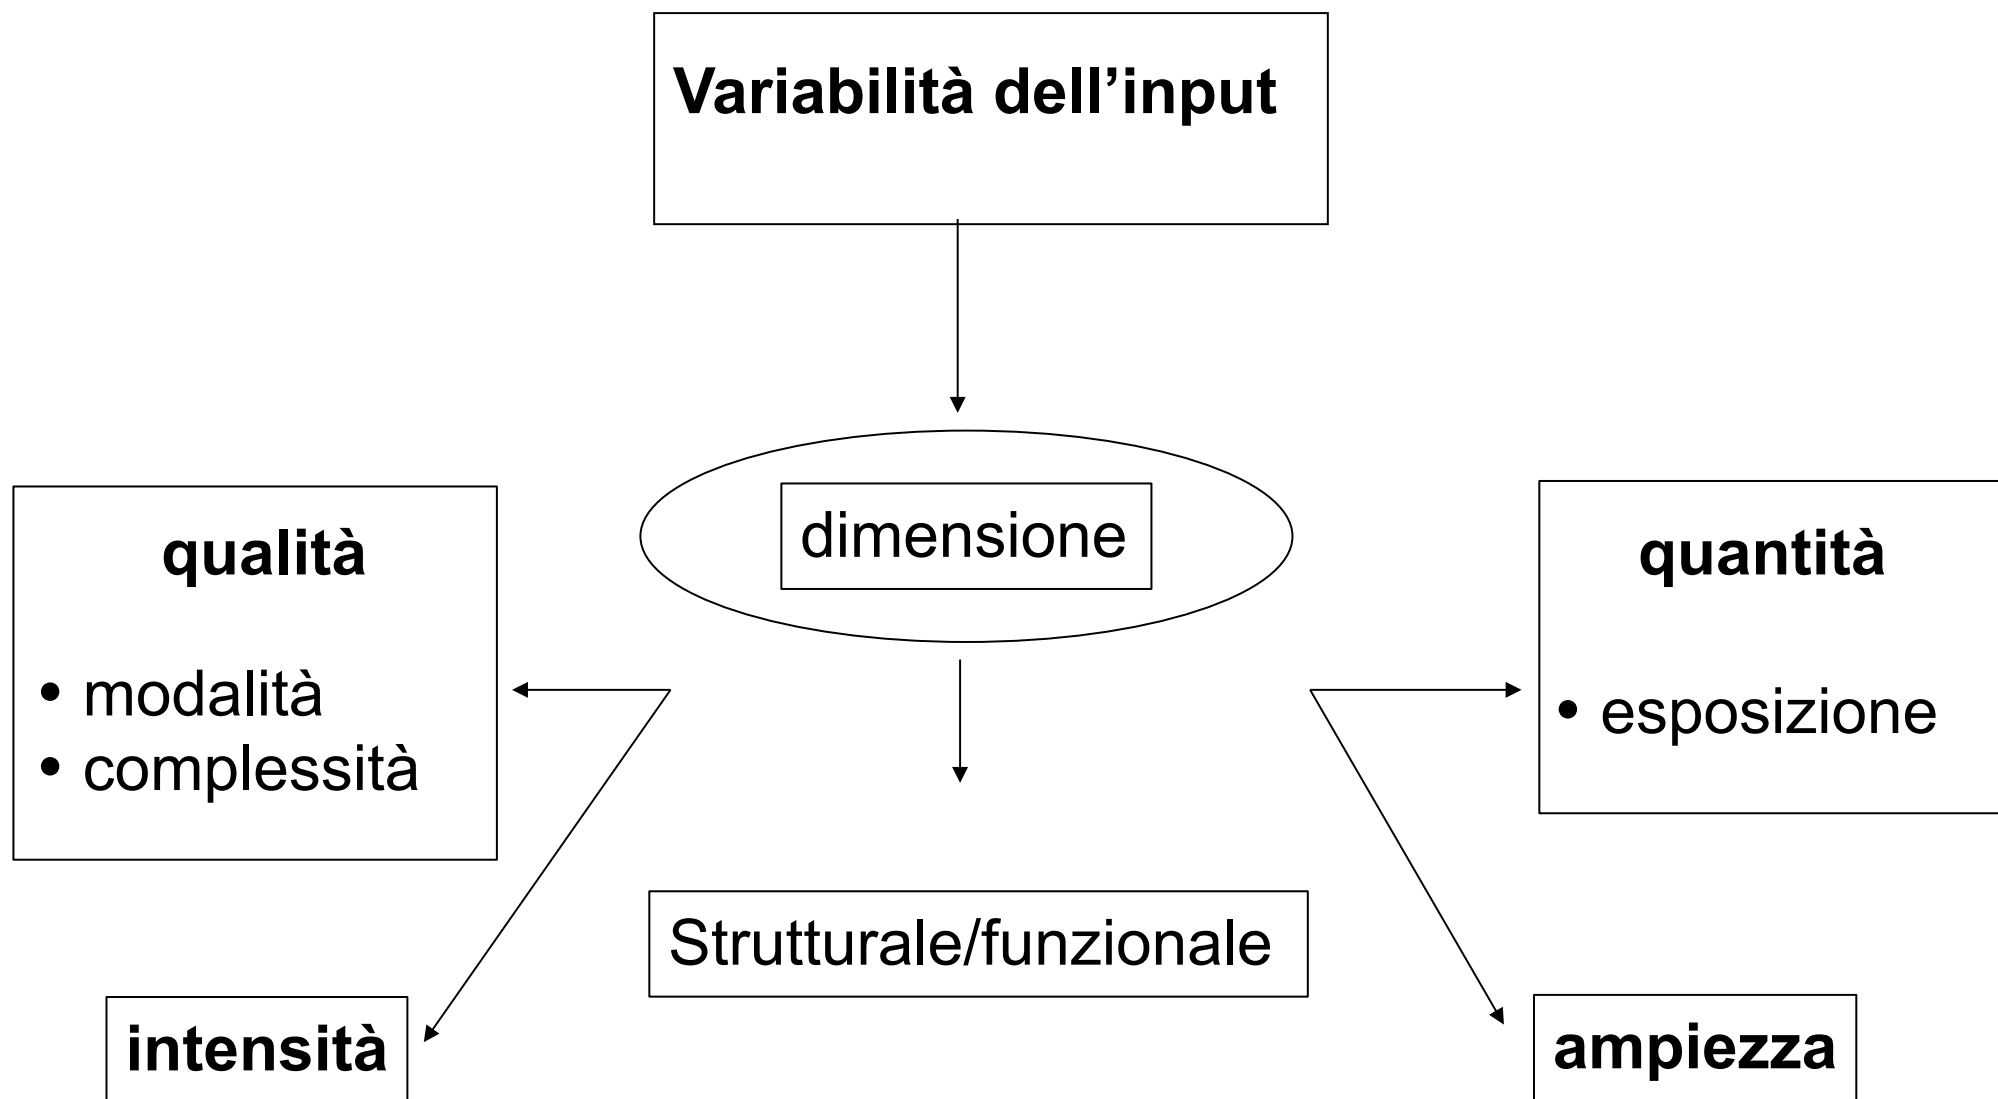 Variabilità dell’input
dimensione
qualità
• modalità
• complessità
quantità
• esposizione
Strutturale/funzionale
intensità
ampiezza